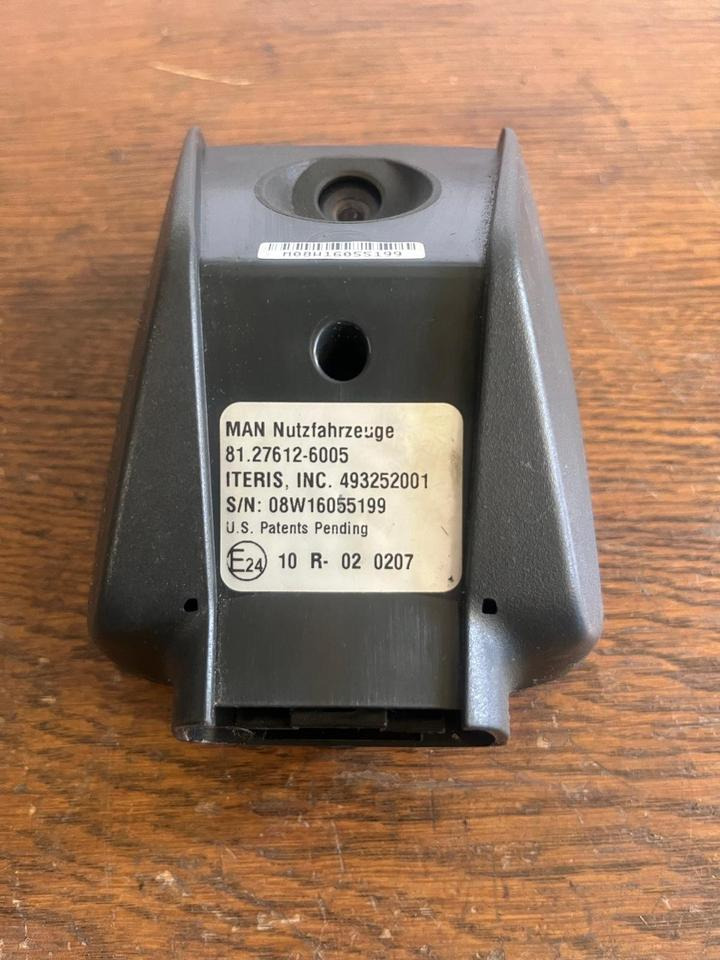 M08W16055199
MAN Nutzfahrzeuge
81.27612-6005
ITERIS, INC. 493252001
S/N: 08W16055199
U.S. Patents Pending
E24 10 R- 02 0207